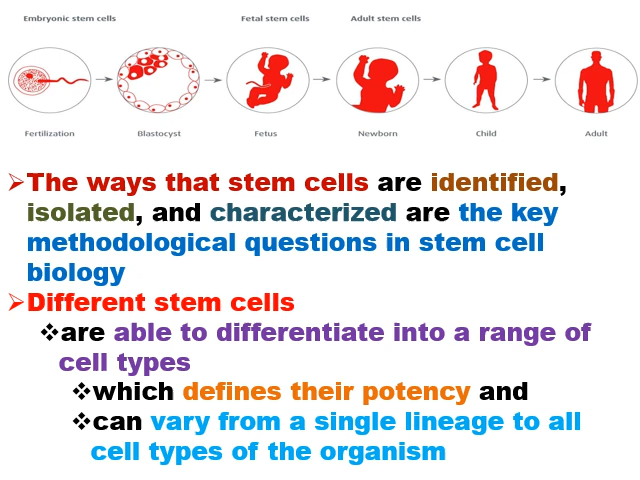 Embryonic stem cells Fetal stem cells Adult stem cells
Fertilization Blastocyst Fetus Newborn Child Adult
➢The ways that stem cells are identified,
isolated, and characterized are the key
methodological questions in stem cell
biology
➢Different stem cells
❖are able to differentiate into a range of
cell types
❖which defines their potency and
❖can vary from a single lineage to all
cell types of the organism